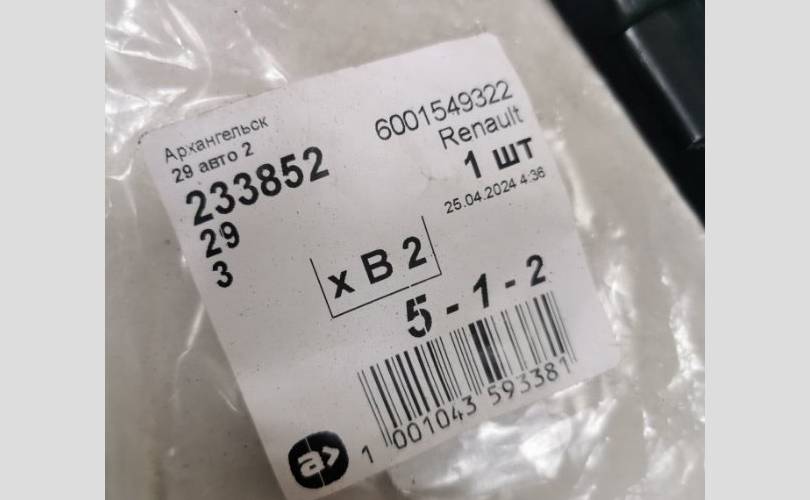 Архангельск
29 авто 2
233852
29
3
6001549322
Renault
1 шт
25.04.2024 4:36
х В 2
5 - 1 - 2
1 001043 593381
a>